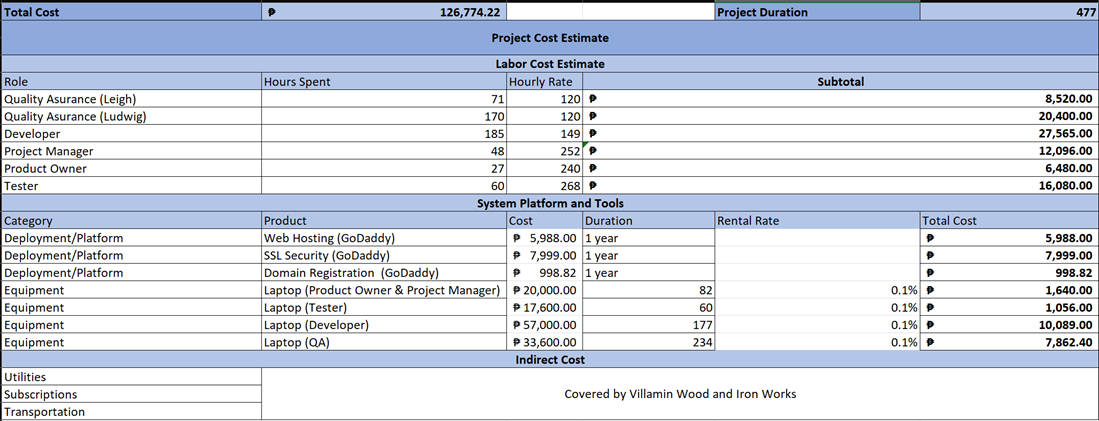 Total Cost ₱ 126,774.22 Project Duration 477
Project Cost Estimate
Labor Cost Estimate
Role Hours Spent Hourly Rate Subtotal
Quality Asurance (Leigh) 71 120 ₱ 8,520.00
Quality Asurance (Ludwig) 170 120 ₱ 20,400.00
Developer 185 149 ₱ 27,565.00
Project Manager 48 252 ₱ 12,096.00
Product Owner 27 240 ₱ 6,480.00
Tester 60 268 ₱ 16,080.00
System Platform and Tools
Category Product Cost Duration Rental Rate Total Cost
Deployment/Platform Web Hosting (GoDaddy) ₱ 5,988.00 1 year ₱ 5,988.00
Deployment/Platform SSL Security (GoDaddy) ₱ 7,999.00 1 year ₱ 7,999.00
Deployment/Platform Domain Registration (GoDaddy) ₱ 998.82 1 year ₱ 998.82
Equipment Laptop (Product Owner & Project Manager) ₱ 20,000.00 82 0.1% ₱ 1,640.00
Equipment Laptop (Tester) ₱ 17,600.00 60 0.1% ₱ 1,056.00
Equipment Laptop (Developer) ₱ 57,000.00 177 0.1% ₱ 10,089.00
Equipment Laptop (QA) ₱ 33,600.00 234 0.1% ₱ 7,862.40
Indirect Cost
Utilities
Subscriptions Covered by Villamin Wood and Iron Works
Transportation